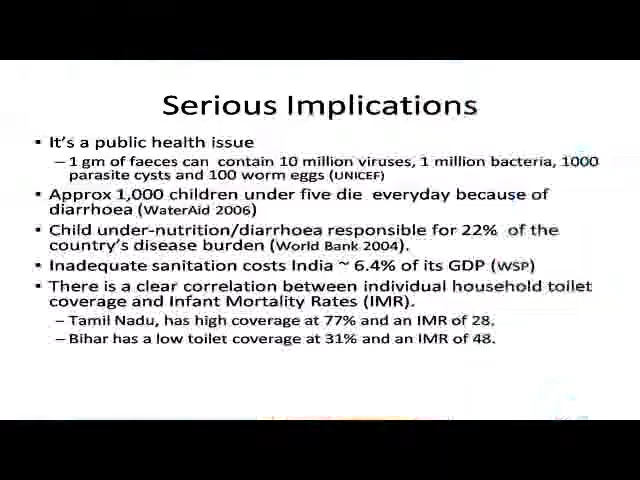 Serious Implications
• It's a public health issue
– 1 gm of faeces can contain 10 million viruses, 1 million bacteria, 1000
parasite cysts and 100 worm eggs (UNICEF)
• Approx 1,000 children under five die everyday because of
diarrhoea (WaterAid 2006)
• Child under-nutrition/diarrhoea responsible for 22% of the
country's disease burden (World Bank 2004).
• Inadequate sanitation costs India ~ 6.4% of its GDP (WSP)
• There is a clear correlation between individual household toilet
coverage and Infant Mortality Rates (IMR).
– Tamil Nadu, has high coverage at 77% and an IMR of 28.
– Bihar has a low toilet coverage at 31% and an IMR of 48.